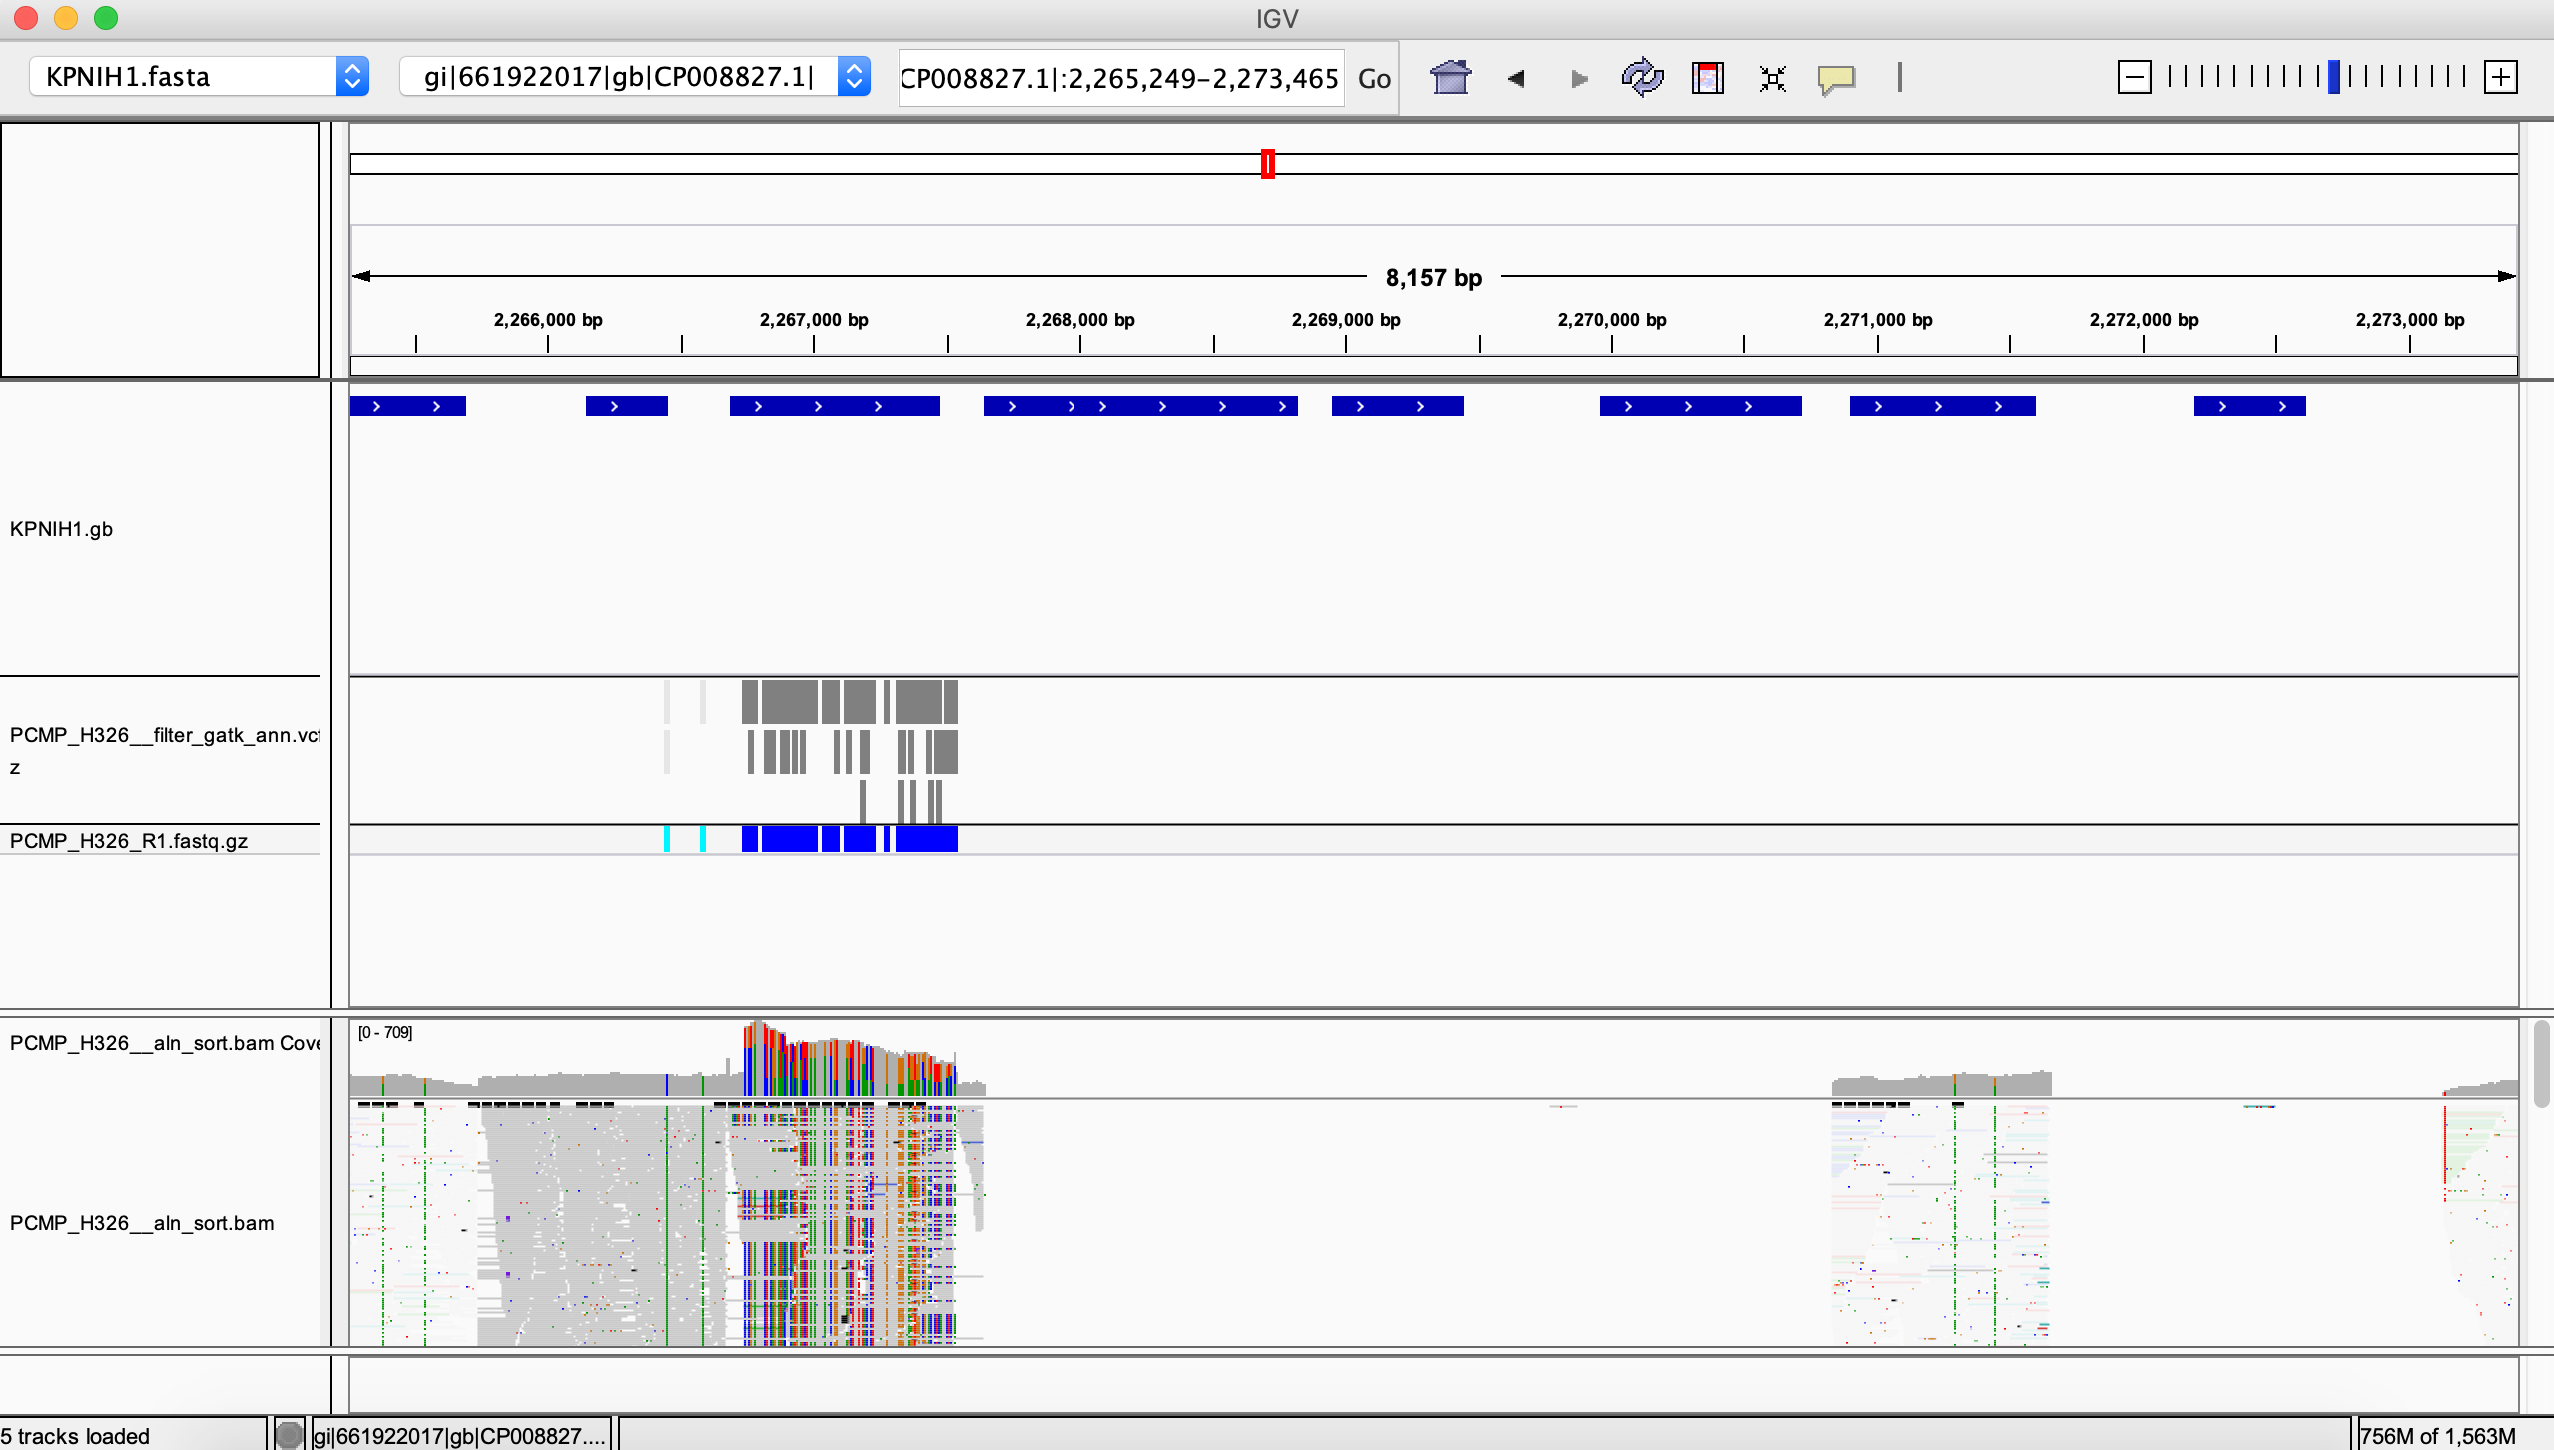 IGV
KPNIH1.fasta
gi|661922017|gb|CP008827.1|
CP008827.1|:2,265,249-2,273,465
Go
8,157 bp
2,266,000 bp
2,267,000 bp
2,268,000 bp
2,269,000 bp
2,270,000 bp
2,271,000 bp
2,272,000 bp
2,273,000 bp
KPNIH1.gb
PCMP_H326__filter_gatk_ann.vcf
z
PCMP_H326_R1.fastq.gz
PCMP_H326__aln_sort.bam Cove
[0 - 709]
PCMP_H326__aln_sort.bam
5 tracks loaded
gi|661922017|gb|CP008827....
756M of 1,563M